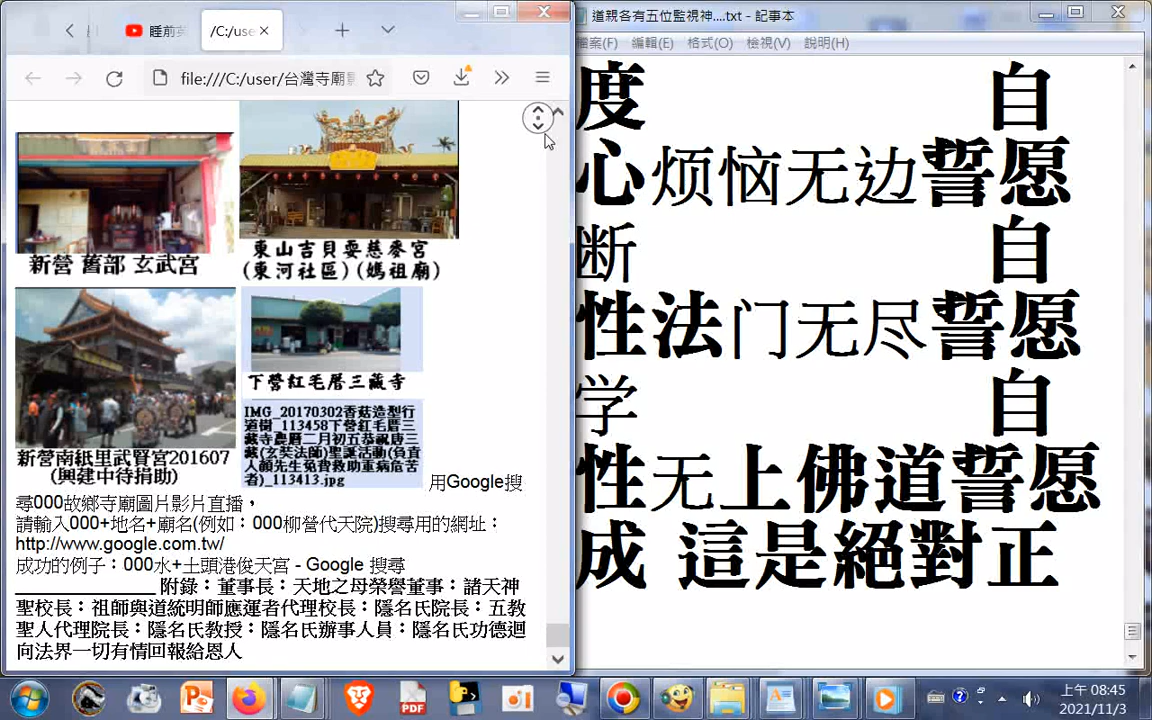 睡前英
/C:/use
file:///C:/user/台灣寺廟
新營 舊部 玄武宮
東山吉貝耍慈麥宮
(東河社區)(媽祖廟)
新營南紙里武賢宮201607
(興建中待捐助)
下營紅毛厝三藏寺
IMG_20170302香菇造型行
道樹_113458下營紅毛厝三
藏寺農曆二月初五恭祝唐三
藏(玄奘法師)聖誕活動(負責
人顏先生免費救助重病危苦
者)_113413.jpg
用Google搜
尋000故鄉寺廟圖片影片直播，
請輸入000+地名+廟名(例如：000柳營代天院)搜尋用的網址：
http://www.google.com.tw/
成功的例子：000水+土頭港俊天宮 - Google 搜尋
______________ 附錄：董事長：天地之母榮譽董事：諸天神
聖校長：祖師與道統明師應運者代理校長：隱名氏院長：五教
聖人代理院長：隱名氏教授：隱名氏辦事人員：隱名氏功德迴
向法界一切有情回報給恩人
道親各有五位監視神....txt - 記事本
檔案(F) 編輯(E) 格式(O) 檢視(V) 說明(H)
度 自
心烦恼无边誓愿
断 自
性法门无尽誓愿
学 自
性无上佛道誓愿
成 這是絕對正
PDF
上午 08:45
2021/11/3